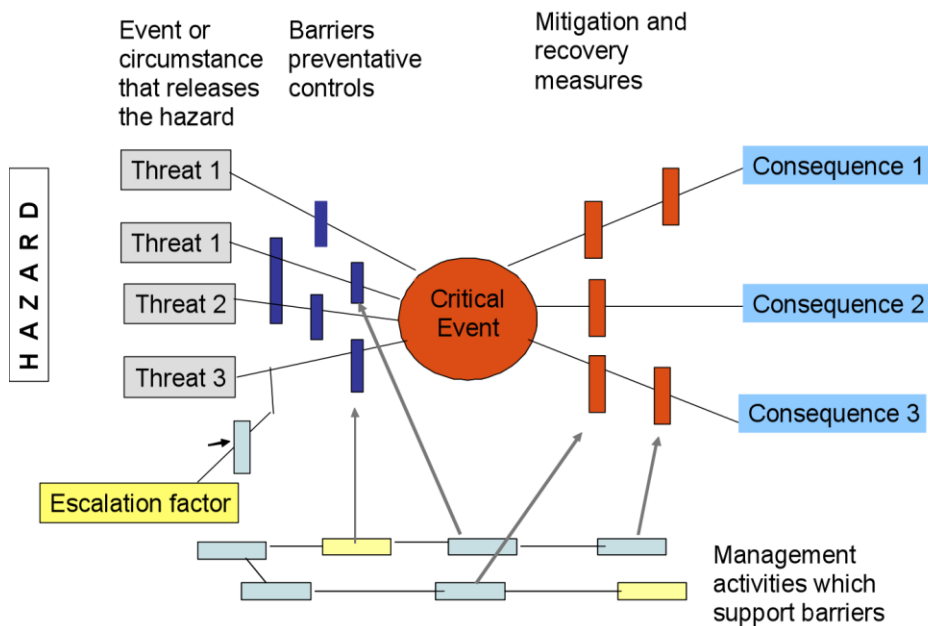 Event or
circumstance
that releases
the hazard
Barriers
preventative
controls
Mitigation and
recovery
measures
HAZARD
Threat 1
Threat 1
Threat 2
Threat 3
Critical
Event
Consequence 1
Consequence 2
Consequence 3
Escalation factor
Management
activities which
support barriers